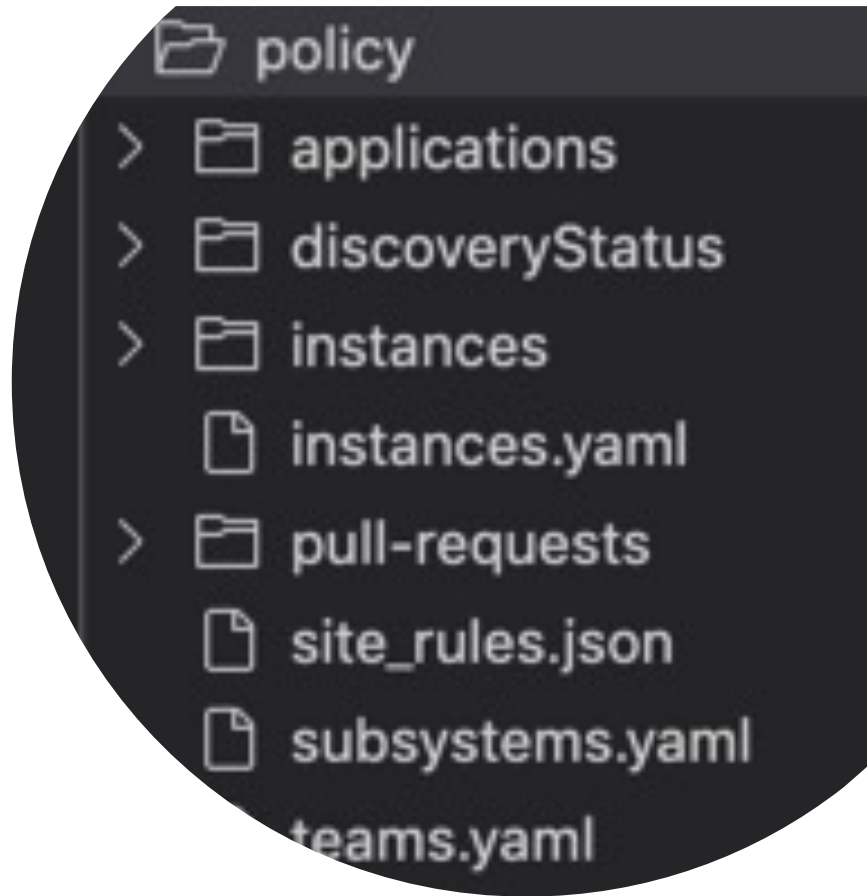 policy
applications
discoveryStatus
instances
instances.yaml
pull-requests
site_rules.json
subsystems.yaml
teams.yaml